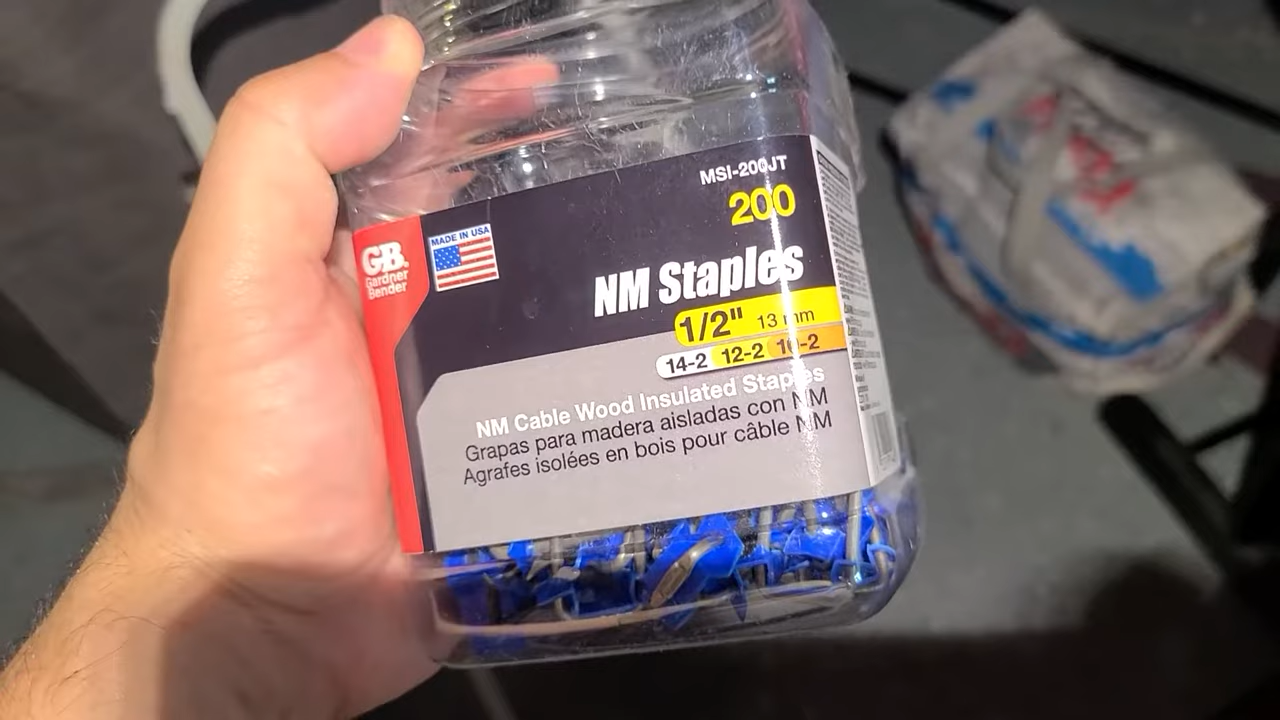 MSI-200JT
200
GB.
Gardner
Bender
MADE IN USA
NM Staples
1/2" 13 mm
14-2 12-2 10-2
NM Cable Wood Insulated Staples
Grapas para madera aisladas con NM
Agrafes isolées en bois pour câble NM